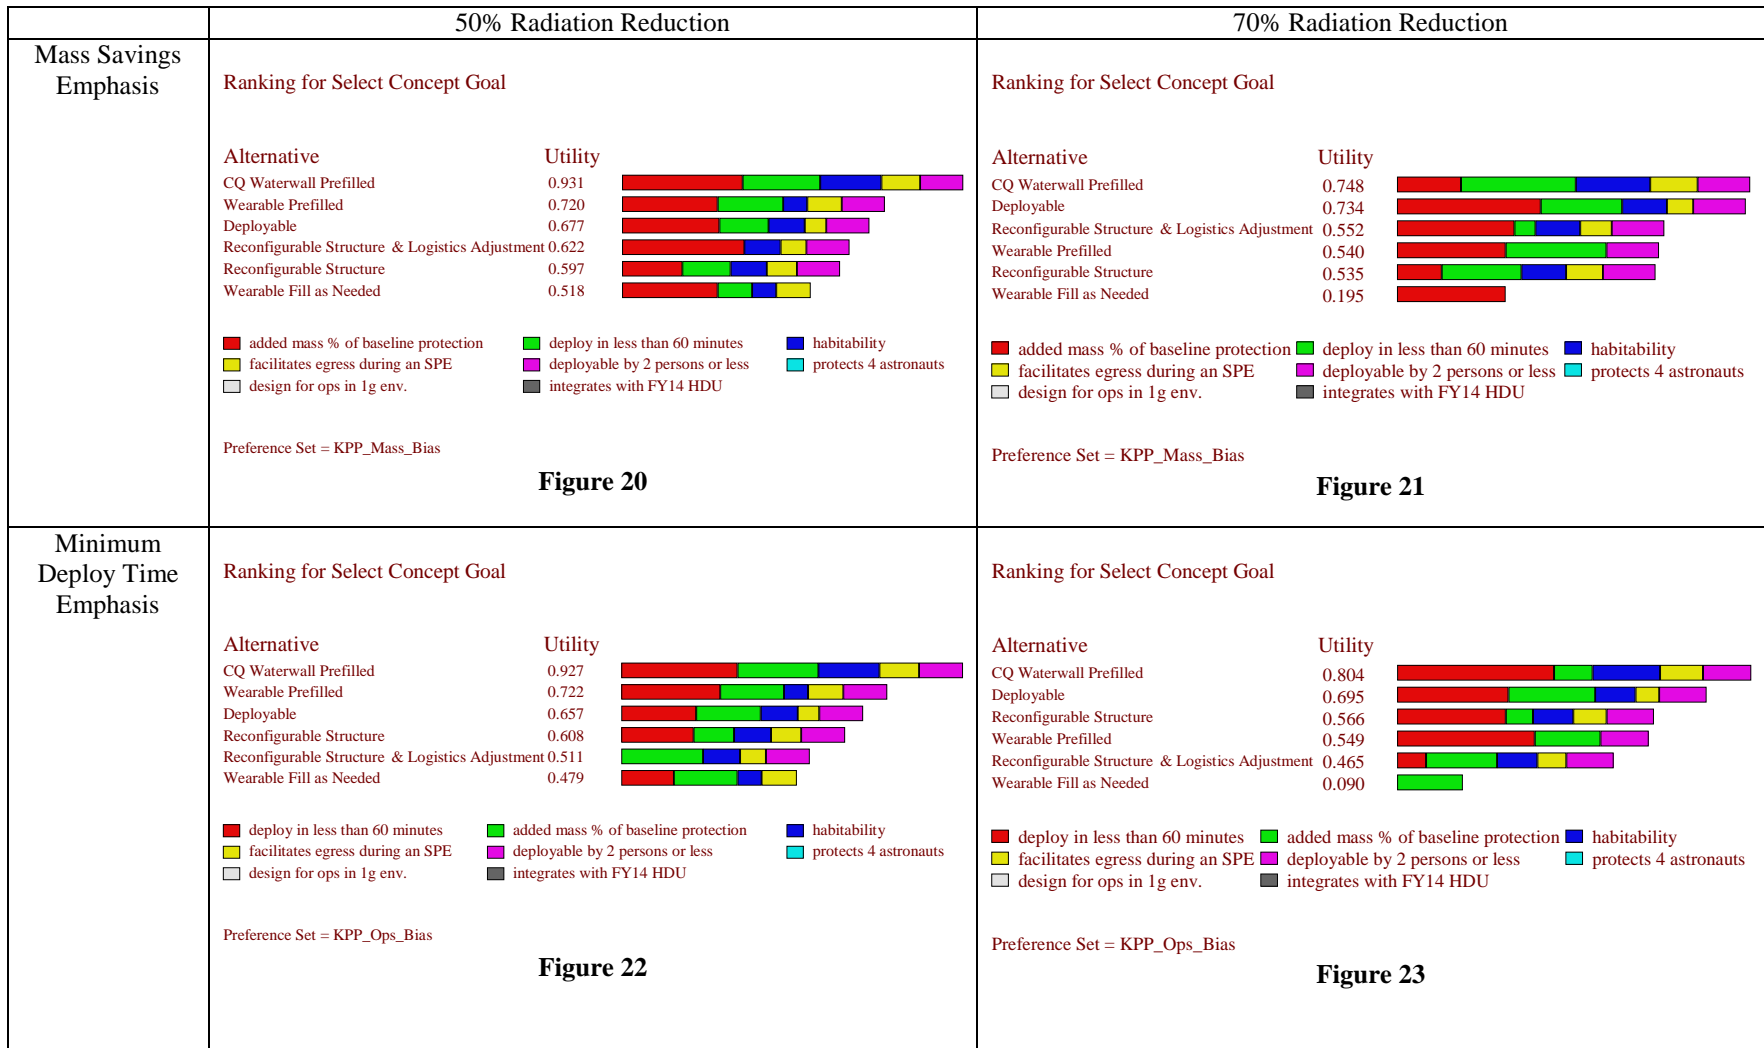 50% Radiation Reduction
70% Radiation Reduction
Mass Savings
Emphasis
Ranking for Select Concept Goal
Alternative Utility
CQ Waterwall Prefilled 0.931
Wearable Prefilled 0.720
Deployable 0.677
Reconfigurable Structure & Logistics Adjustment 0.622
Reconfigurable Structure 0.597
Wearable Fill as Needed 0.518
added mass % of baseline protection deploy in less than 60 minutes habitability
facilitates egress during an SPE deployable by 2 persons or less protects 4 astronauts
design for ops in 1g env. integrates with FY14 HDU
Preference Set = KPP_Mass_Bias
Figure 20
Ranking for Select Concept Goal
Alternative Utility
CQ Waterwall Prefilled 0.748
Deployable 0.734
Reconfigurable Structure & Logistics Adjustment 0.552
Wearable Prefilled 0.540
Reconfigurable Structure 0.535
Wearable Fill as Needed 0.195
added mass % of baseline protection deploy in less than 60 minutes habitability
facilitates egress during an SPE deployable by 2 persons or less protects 4 astronauts
design for ops in 1g env. integrates with FY14 HDU
Preference Set = KPP_Mass_Bias
Figure 21
Minimum
Deploy Time
Emphasis
Ranking for Select Concept Goal
Alternative Utility
CQ Waterwall Prefilled 0.927
Wearable Prefilled 0.722
Deployable 0.657
Reconfigurable Structure 0.608
Reconfigurable Structure & Logistics Adjustment 0.511
Wearable Fill as Needed 0.479
deploy in less than 60 minutes added mass % of baseline protection habitability
facilitates egress during an SPE deployable by 2 persons or less protects 4 astronauts
design for ops in 1g env. integrates with FY14 HDU
Preference Set = KPP_Ops_Bias
Figure 22
Ranking for Select Concept Goal
Alternative Utility
CQ Waterwall Prefilled 0.804
Deployable 0.695
Reconfigurable Structure 0.566
Wearable Prefilled 0.549
Reconfigurable Structure & Logistics Adjustment 0.465
Wearable Fill as Needed 0.090
deploy in less than 60 minutes added mass % of baseline protection habitability
facilitates egress during an SPE deployable by 2 persons or less protects 4 astronauts
design for ops in 1g env. integrates with FY14 HDU
Preference Set = KPP_Ops_Bias
Figure 23